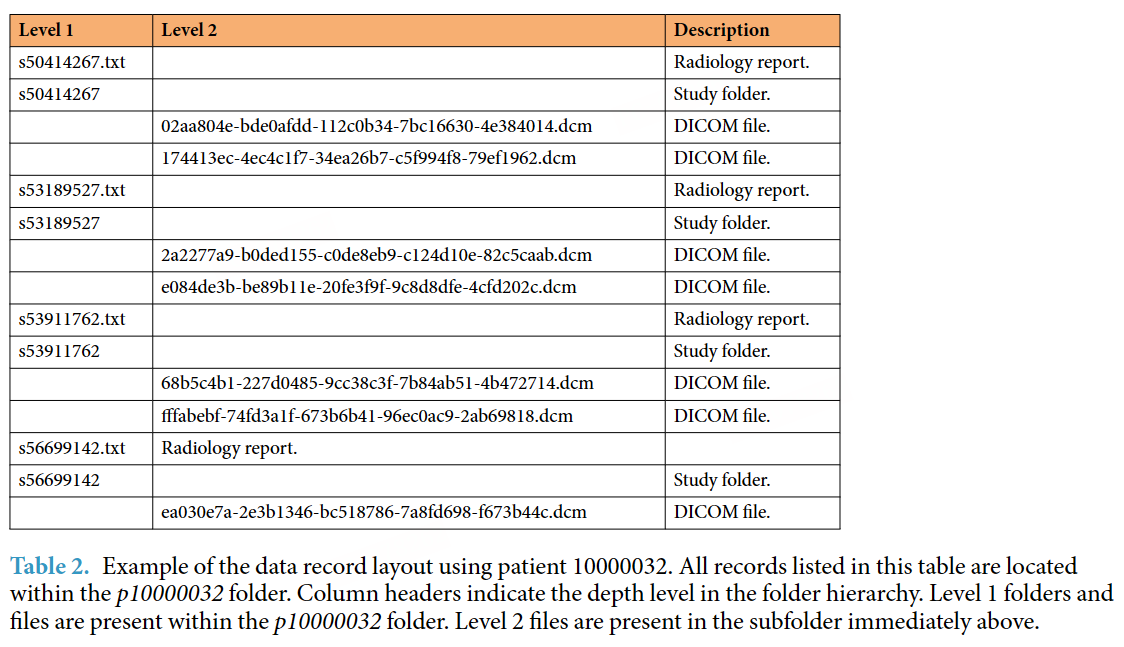 Level 1 Level 2 Description
s50414267.txt Radiology report.
s50414267 Study folder.
02aa804e-bde0afdd-112c0b34-7bc16630-4e384014.dcm DICOM file.
174413ec-4ec4c1f7-34ea26b7-c5f994f8-79ef1962.dcm DICOM file.
s53189527.txt Radiology report.
s53189527 Study folder.
2a2277a9-b0ded155-c0de8eb9-c124d10e-82c5caab.dcm DICOM file.
e084de3b-be89b11e-20fe3f9f-9c8d8dfe-4cfd202c.dcm DICOM file.
s53911762.txt Radiology report.
s53911762 Study folder.
68b5c4b1-227d0485-9cc38c3f-7b84ab51-4b472714.dcm DICOM file.
fffabebf-74fd3a1f-673b6b41-96ec0ac9-2ab69818.dcm DICOM file.
s56699142.txt Radiology report.
s56699142 Study folder.
ea030e7a-2e3b1346-bc518786-7a8fd698-f673b44c.dcm DICOM file.
Table 2. Example of the data record layout using patient 10000032. All records listed in this table are located
within the p10000032 folder. Column headers indicate the depth level in the folder hierarchy. Level 1 folders and
files are present within the p10000032 folder. Level 2 files are present in the subfolder immediately above.